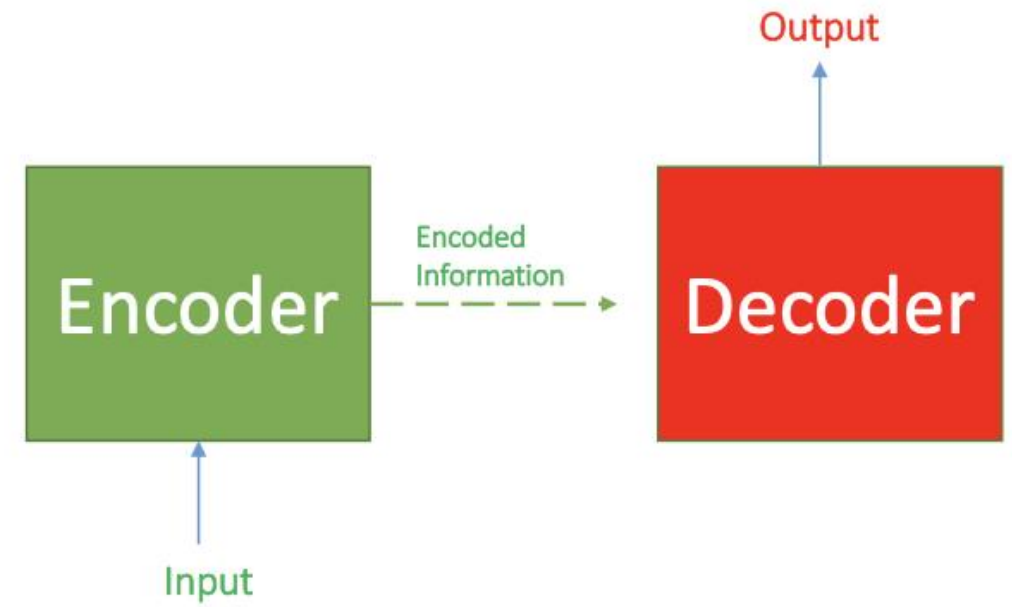 Output
Encoded
Information
Encoder
Decoder
Input